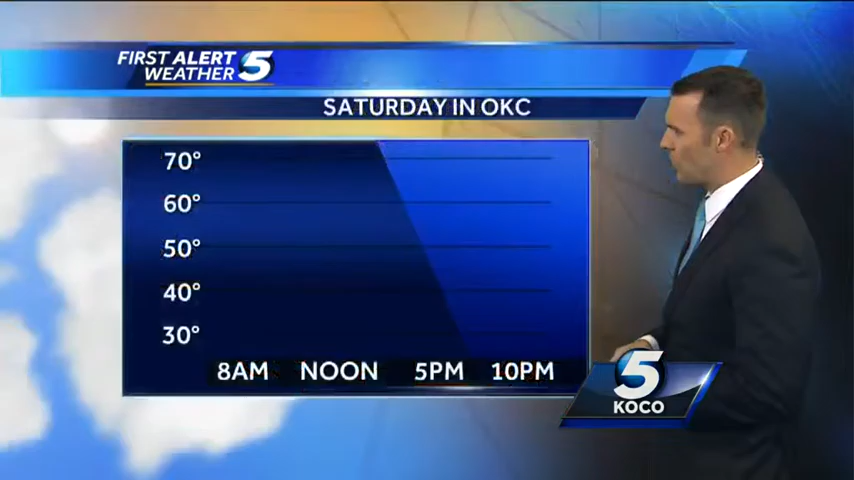 FIRST ALERT
WEATHER 5
SATURDAY IN OKC
70°
60°
50°
40°
30°
8AM NOON 5PM 10PM
5
KOCO